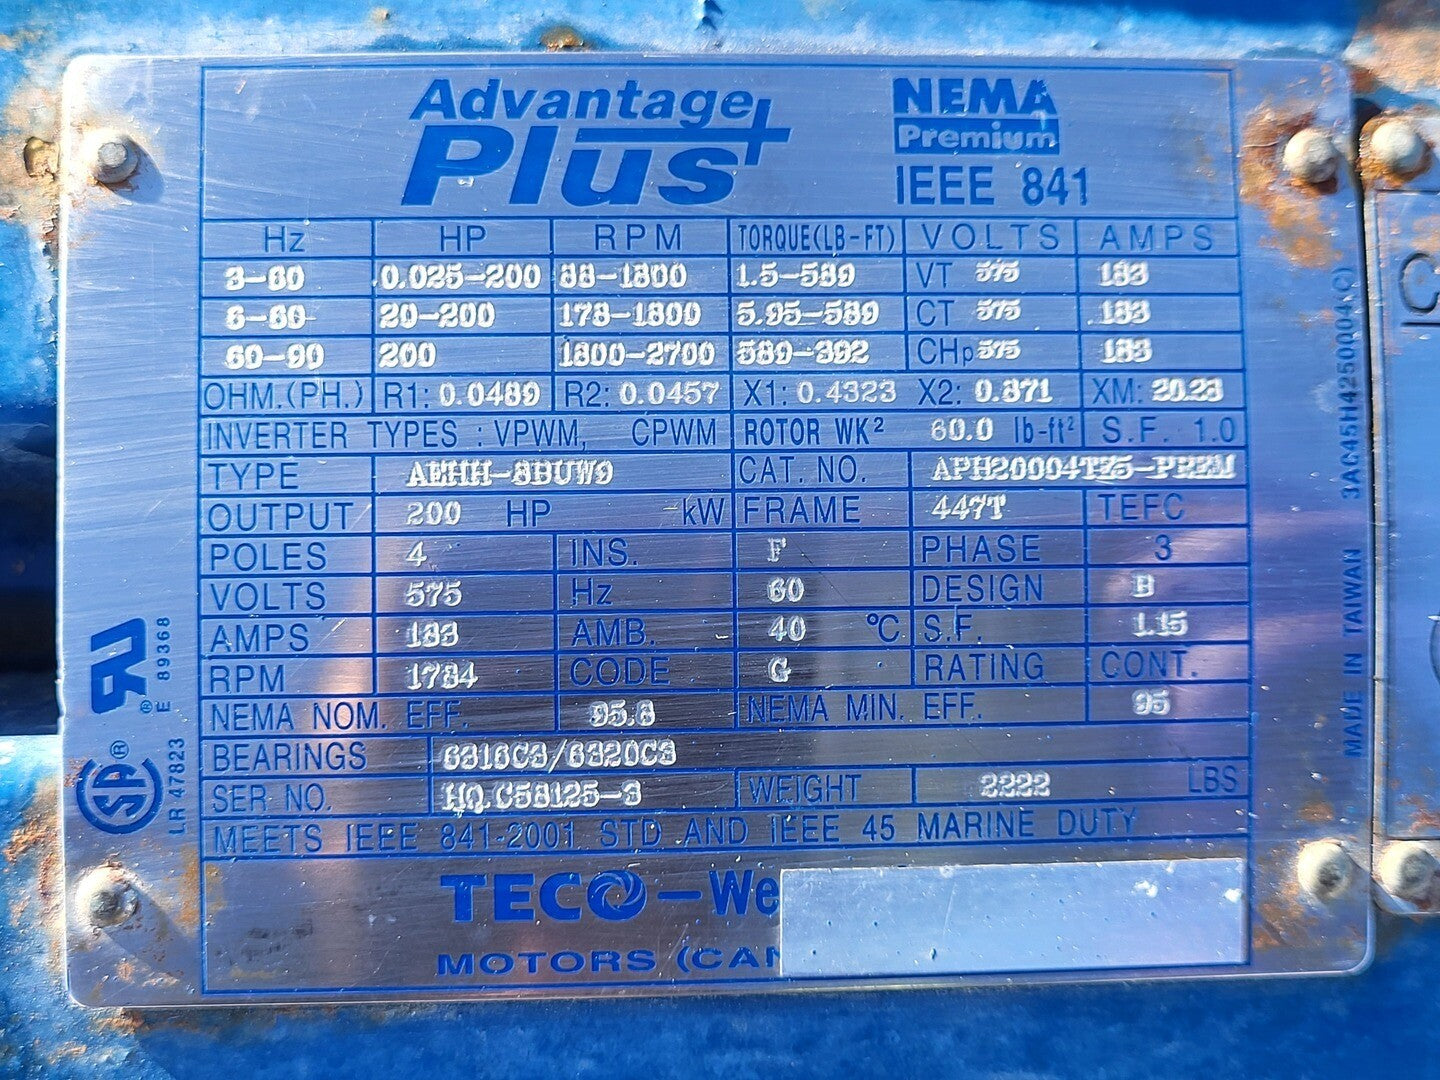 Advantage
Plus+
NEMA
Premium
IEEE 841
Hz HP RPM TORQUE(LB-FT) VOLTS AMPS
3-60 0.025-200 88-1800 1.5-589 VT 575 183
6-60 20-200 178-1800 5.95-589 CT 575 183
60-90 200 1800-2700 589-392 CHp 575 183
OHM.(PH.) R1: 0.0489 R2: 0.0457 X1: 0.4323 X2: 0.871 XM: 20.23
INVERTER TYPES : VPWM, CPWM ROTOR WK² 60.0 lb-ft² S.F. 1.0
TYPE AEHH-8BUW9 CAT. NO. APH20004TE5-PREM
OUTPUT 200 HP -kW FRAME 447T TEFC
POLES 4 INS. F PHASE 3
VOLTS 575 Hz 60 DESIGN B
AMPS 183 AMB. 40 °C S.F. 1.15
RPM 1784 CODE G RATING CONT.
NEMA NOM. EFF. 95.8 NEMA MIN. EFF. 95
BEARINGS 6316C3/6320C3
SER NO. HQ.C58125-3 WEIGHT 2222 LBS
MEETS IEEE 841-2001 STD AND IEEE 45 MARINE DUTY
TECO-We
MOTORS (CAN
® E 89368
SA ® LR 47823
MADE IN TAIWAN 3A045H4250004(C)